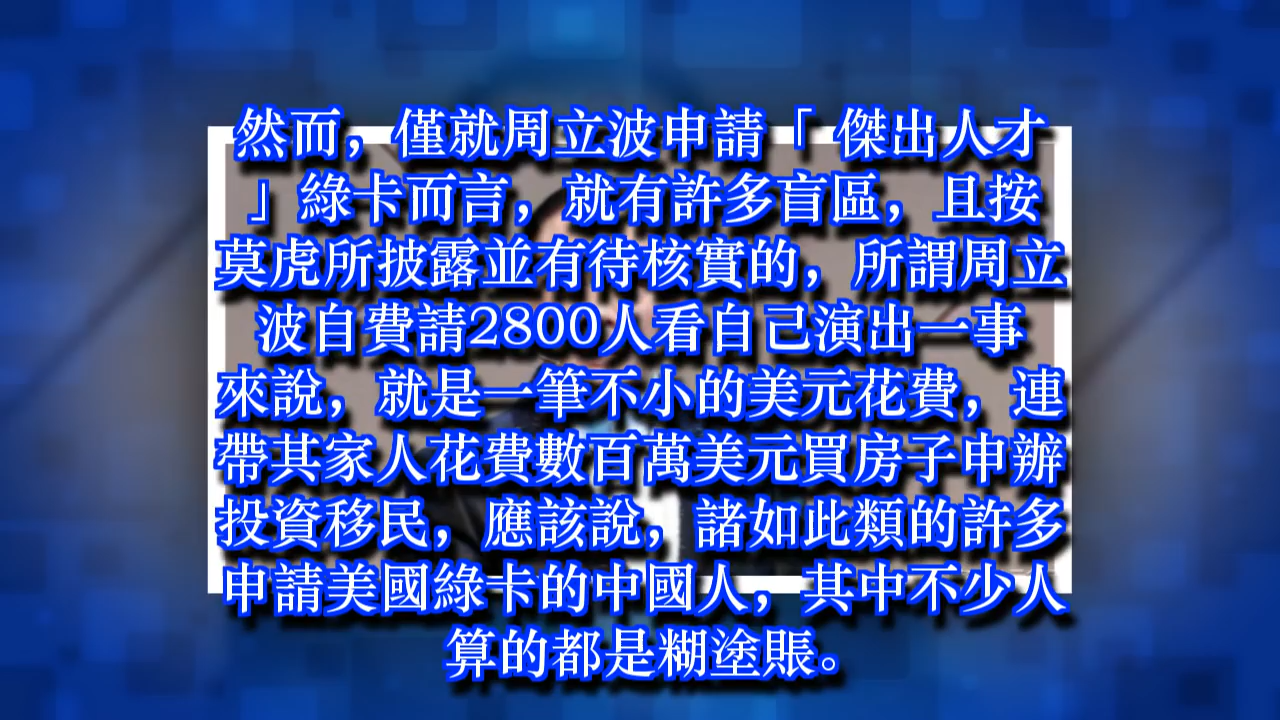 然而，僅就周立波申請「 傑出人才
」綠卡而言，就有許多盲區，且按
莫虎所披露並有待核實的，所謂周立
波自費請2800人看自己演出一事
來說，就是一筆不小的美元花費，連
帶其家人花費數百萬美元買房子申辦
投資移民，應該說，諸如此類的許多
申請美國綠卡的中國人，其中不少人
算的都是糊塗賬。